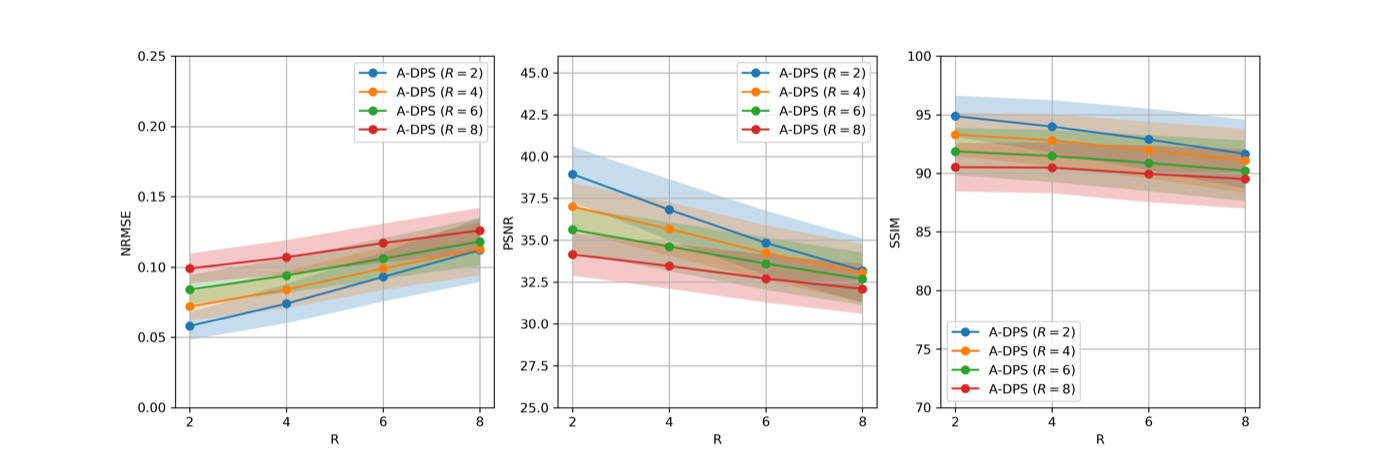 0.25
0.20
0.15
0.10
0.05
0.00
NRMSE
2 4 6 8
R
A-DPS (R = 2)
A-DPS (R = 4)
A-DPS (R = 6)
A-DPS (R = 8)
45.0
42.5
40.0
37.5
35.0
32.5
30.0
27.5
25.0
PSNR
2 4 6 8
R
A-DPS (R = 2)
A-DPS (R = 4)
A-DPS (R = 6)
A-DPS (R = 8)
100
95
90
85
80
75
70
SSIM
2 4 6 8
R
A-DPS (R = 2)
A-DPS (R = 4)
A-DPS (R = 6)
A-DPS (R = 8)